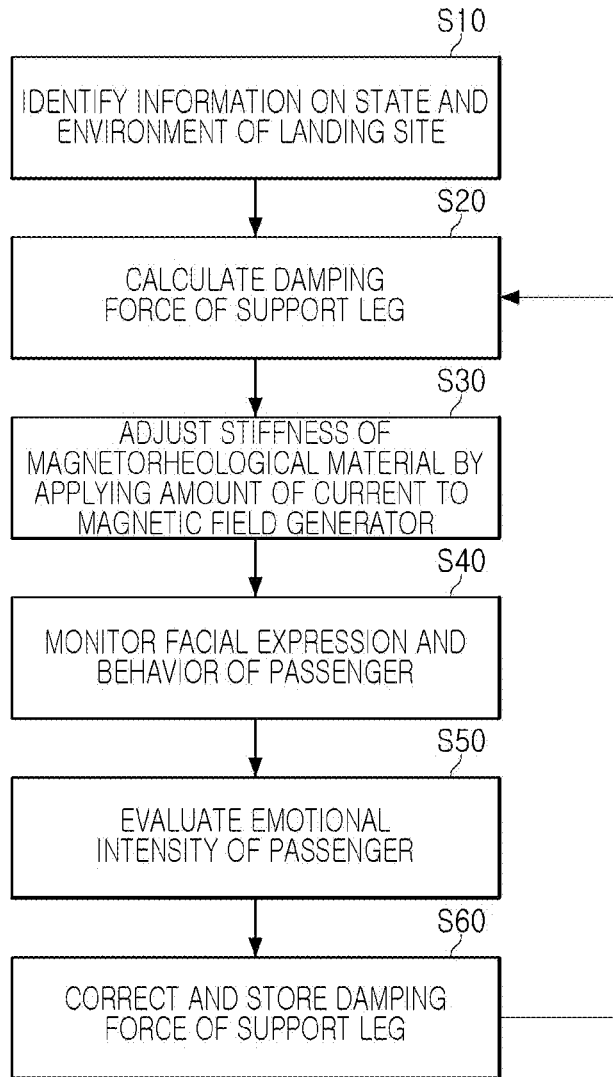 S10
IDENTIFY INFORMATION ON STATE AND
ENVIRONMENT OF LANDING SITE
S20
CALCULATE DAMPING
FORCE OF SUPPORT LEG
S30
ADJUST STIFFNESS OF
MAGNETORHEOLOGICAL MATERIAL BY
APPLYING AMOUNT OF CURRENT TO
MAGNETIC FIELD GENERATOR
S40
MONITOR FACIAL EXPRESSION AND
BEHAVIOR OF PASSENGER
S50
EVALUATE EMOTIONAL
INTENSITY OF PASSENGER
S60
CORRECT AND STORE DAMPING
FORCE OF SUPPORT LEG